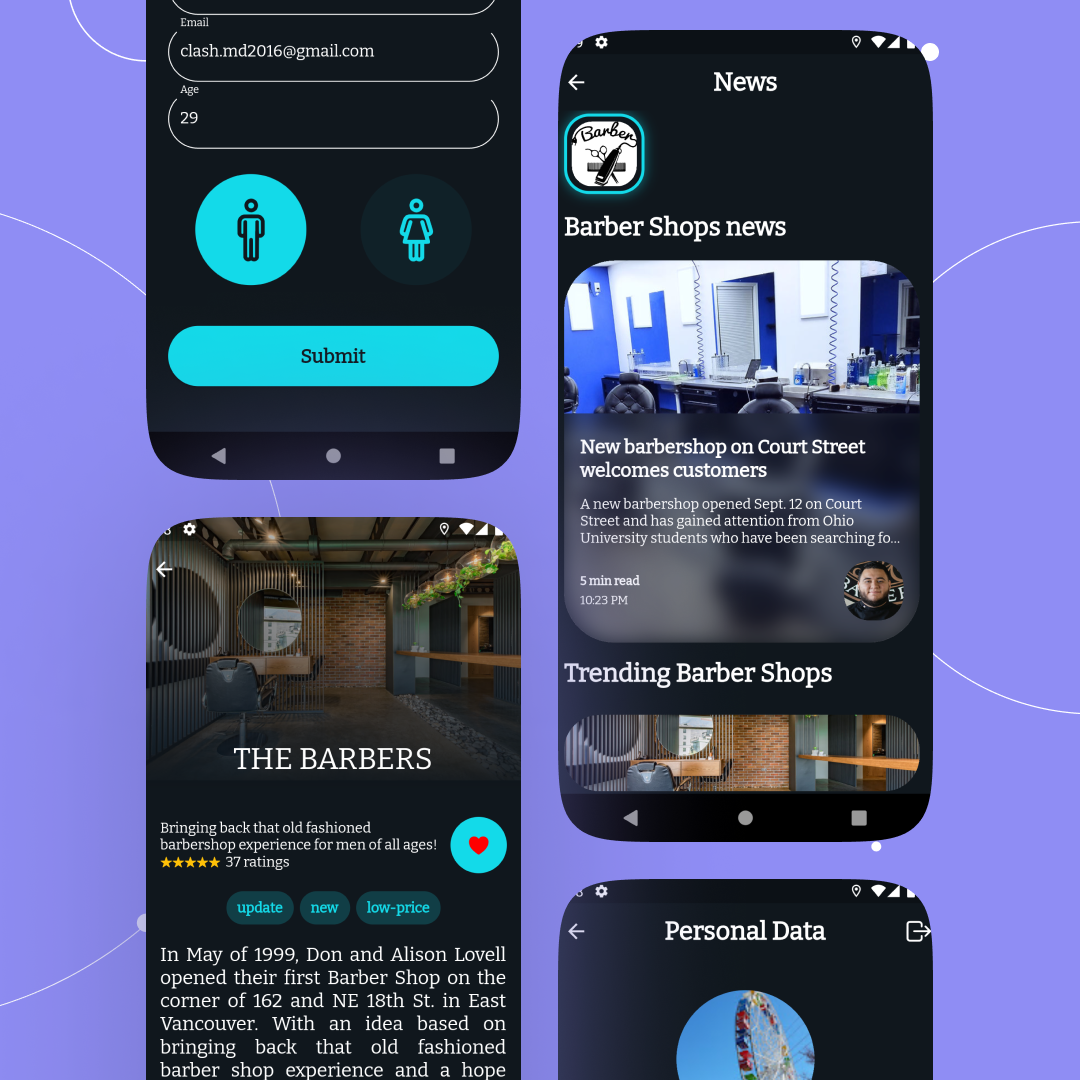 Email
clash.md2016@gmail.com
Age
29
Submit
THE BARBERS
Bringing back that old fashioned
barbershop experience for men of all ages!
37 ratings
update new low-price
In May of 1999, Don and Alison Lovell
opened their first Barber Shop on the
corner of 162 and NE 18th St. in East
Vancouver. With an idea based on
bringing back that old fashioned
barber shop experience and a hope
News
Barber
Barber Shops news
New barbershop on Court Street
welcomes customers
A new barbershop opened Sept. 12 on Court
Street and has gained attention from Ohio
University students who have been searching fo...
5 min read
10:23 PM
Trending Barber Shops
Personal Data